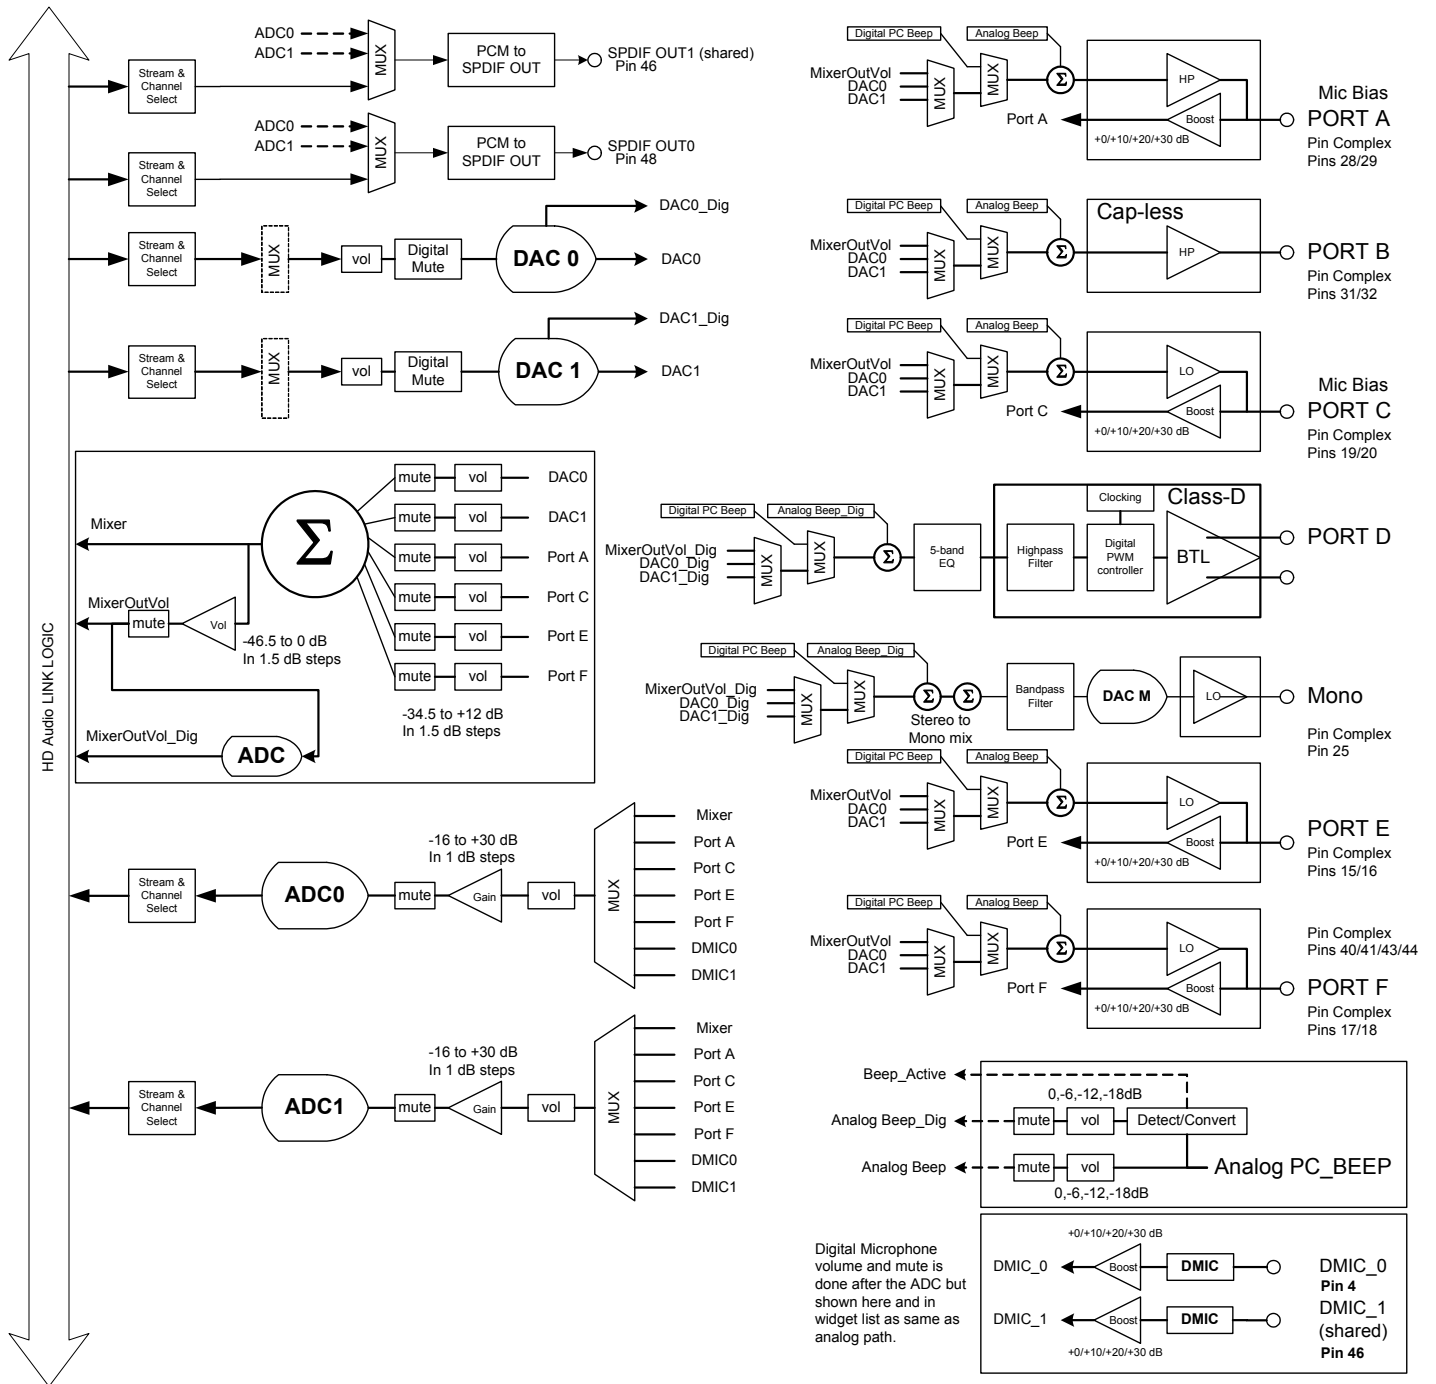 HD Audio LINK LOGIC
ADC0
ADC1
MUX
Stream &
Channel
Select
PCM to
SPDIF OUT
SPDIF OUT1 (shared)
Pin 46
ADC0
ADC1
MUX
Stream &
Channel
Select
PCM to
SPDIF OUT
SPDIF OUT0
Pin 48
Stream &
Channel
Select
MUX
vol
Digital
Mute
DAC 0
DAC0_Dig
DAC0
Stream &
Channel
Select
MUX
vol
Digital
Mute
DAC 1
DAC1_Dig
DAC1
Mixer
Σ
mute
vol
DAC0
mute
vol
DAC1
mute
vol
Port A
mute
vol
Port C
mute
vol
Port E
mute
vol
Port F
MixerOutVol
mute
Vol
-46.5 to 0 dB
In 1.5 dB steps
-34.5 to +12 dB
In 1.5 dB steps
MixerOutVol_Dig
ADC
Stream &
Channel
Select
ADC0
mute
Gain
-16 to +30 dB
In 1 dB steps
vol
MUX
Mixer
Port A
Port C
Port E
Port F
DMIC0
DMIC1
Stream &
Channel
Select
ADC1
mute
Gain
-16 to +30 dB
In 1 dB steps
vol
MUX
Mixer
Port A
Port C
Port E
Port F
DMIC0
DMIC1
Digital PC Beep
Analog Beep
MixerOutVol
DAC0
DAC1
MUX
MUX
Σ
HP
Port A
Boost
+0/+10/+20/+30 dB
Mic Bias
PORT A
Pin Complex
Pins 28/29
Digital PC Beep
Analog Beep
MixerOutVol
DAC0
DAC1
MUX
MUX
Σ
Cap-less
HP
PORT B
Pin Complex
Pins 31/32
Digital PC Beep
Analog Beep
MixerOutVol
DAC0
DAC1
MUX
MUX
Σ
LO
Port C
Boost
+0/+10/+20/+30 dB
Mic Bias
PORT C
Pin Complex
Pins 19/20
Digital PC Beep
Analog Beep_Dig
MixerOutVol_Dig
DAC0_Dig
DAC1_Dig
MUX
MUX
Σ
5-band
EQ
Highpass
Filter
Clocking
Digital
PWM
controller
Class-D
BTL
PORT D
Digital PC Beep
Analog Beep_Dig
MixerOutVol_Dig
DAC0_Dig
DAC1_Dig
MUX
MUX
Σ
Σ
Stereo to
Mono mix
Bandpass
Filter
DAC M
LO
Mono
Pin Complex
Pin 25
Digital PC Beep
Analog Beep
MixerOutVol
DAC0
DAC1
MUX
MUX
Σ
LO
Port E
Boost
+0/+10/+20/+30 dB
PORT E
Pin Complex
Pins 15/16
Digital PC Beep
Analog Beep
MixerOutVol
DAC0
DAC1
MUX
MUX
Σ
LO
Port F
Boost
+0/+10/+20/+30 dB
Pin Complex
Pins 40/41/43/44
PORT F
Pin Complex
Pins 17/18
Beep_Active
0,-6,-12,-18dB
Analog Beep_Dig
mute
vol
Detect/Convert
Analog Beep
mute
vol
Analog PC_BEEP
0,-6,-12,-18dB
Digital Microphone
volume and mute is
done after the ADC but
shown here and in
widget list as same as
analog path.
+0/+10/+20/+30 dB
DMIC_0
Boost
DMIC
DMIC_0
Pin 4
DMIC_1
Boost
DMIC
DMIC_1
(shared)
Pin 46
+0/+10/+20/+30 dB